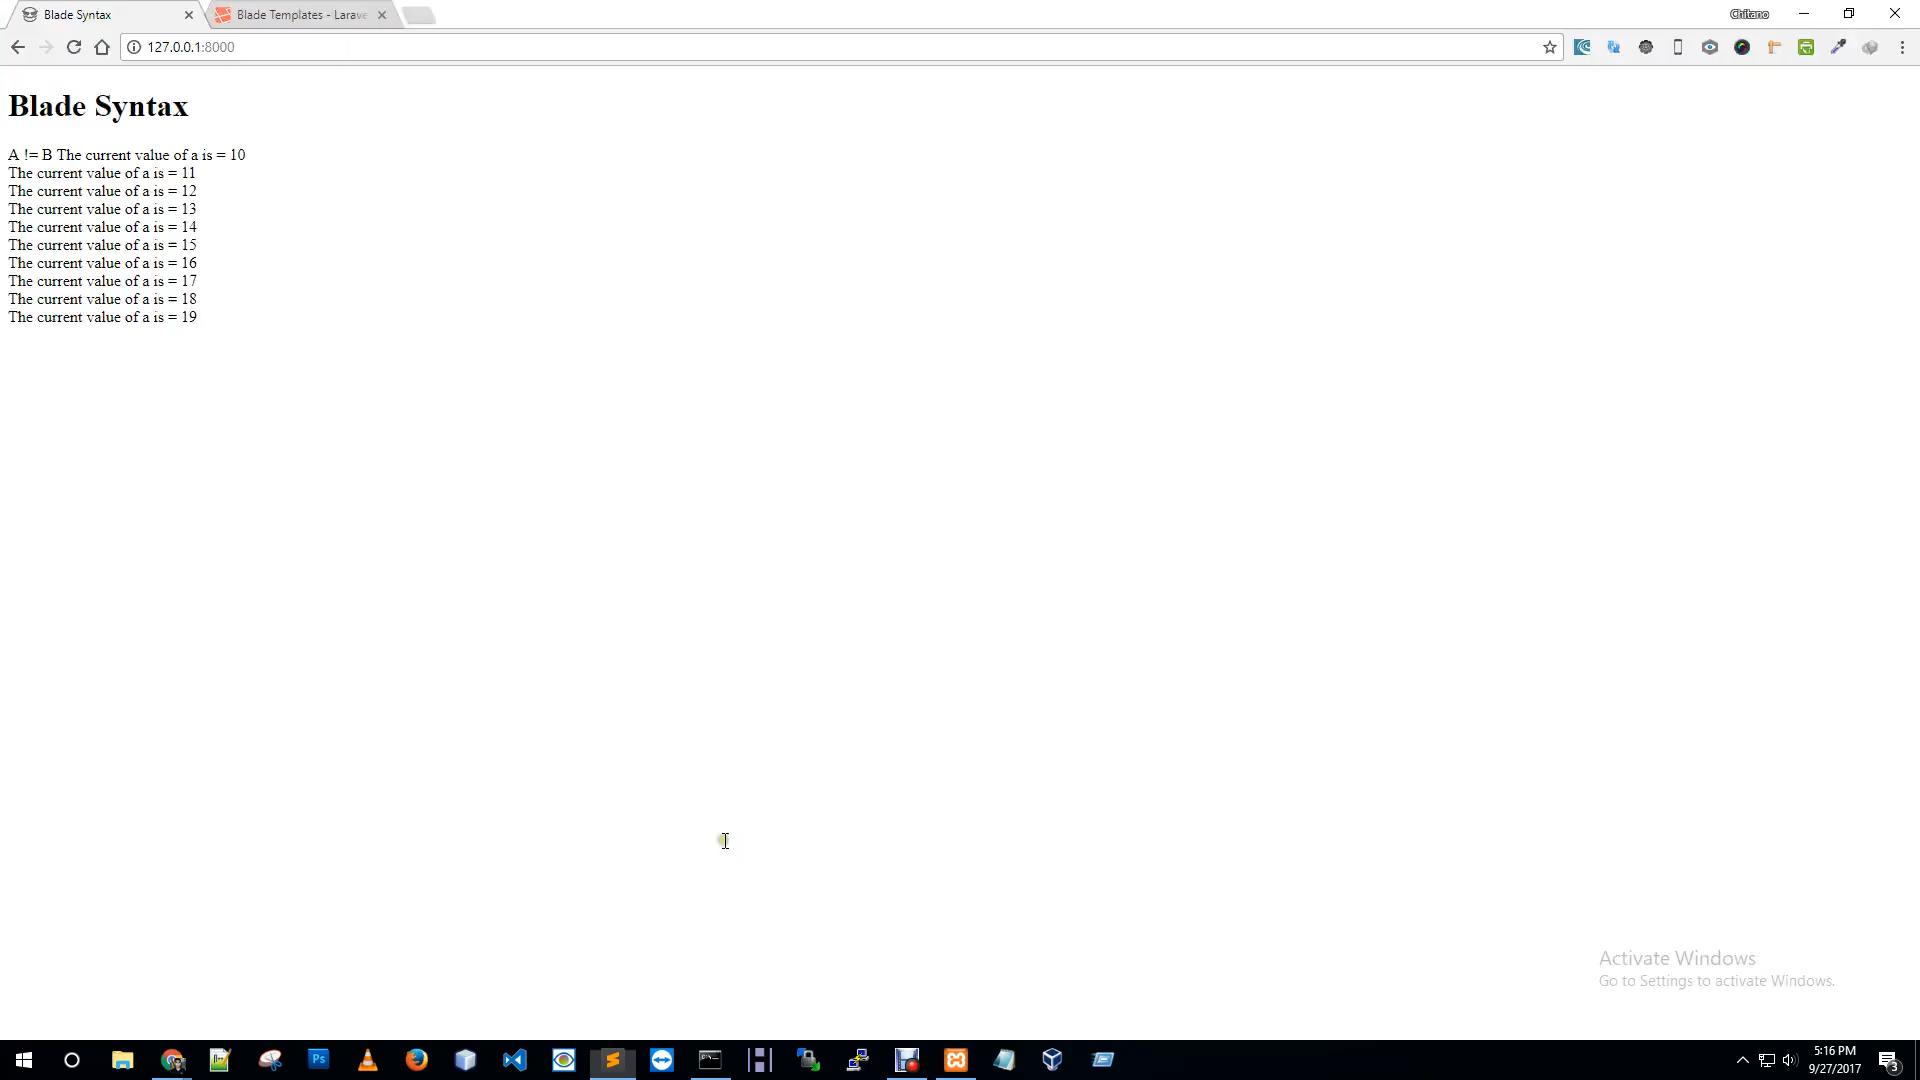 Blade Syntax
Blade Templates - Larave
Chitano
127.0.0.1:8000
Blade Syntax
A != B The current value of a is = 10
The current value of a is = 11
The current value of a is = 12
The current value of a is = 13
The current value of a is = 14
The current value of a is = 15
The current value of a is = 16
The current value of a is = 17
The current value of a is = 18
The current value of a is = 19
Activate Windows
Go to Settings to activate Windows.
Ps
5:16 PM
9/27/2017
3